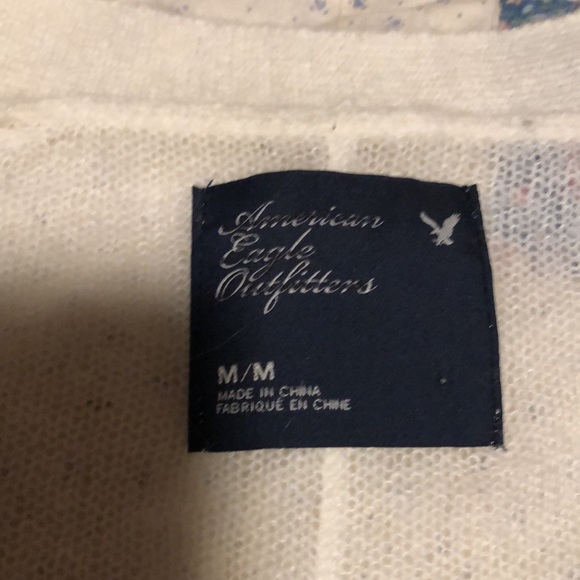 American
Eagle
Outfitters
M/M
MADE IN CHINA
FABRIQUÉ EN CHINE